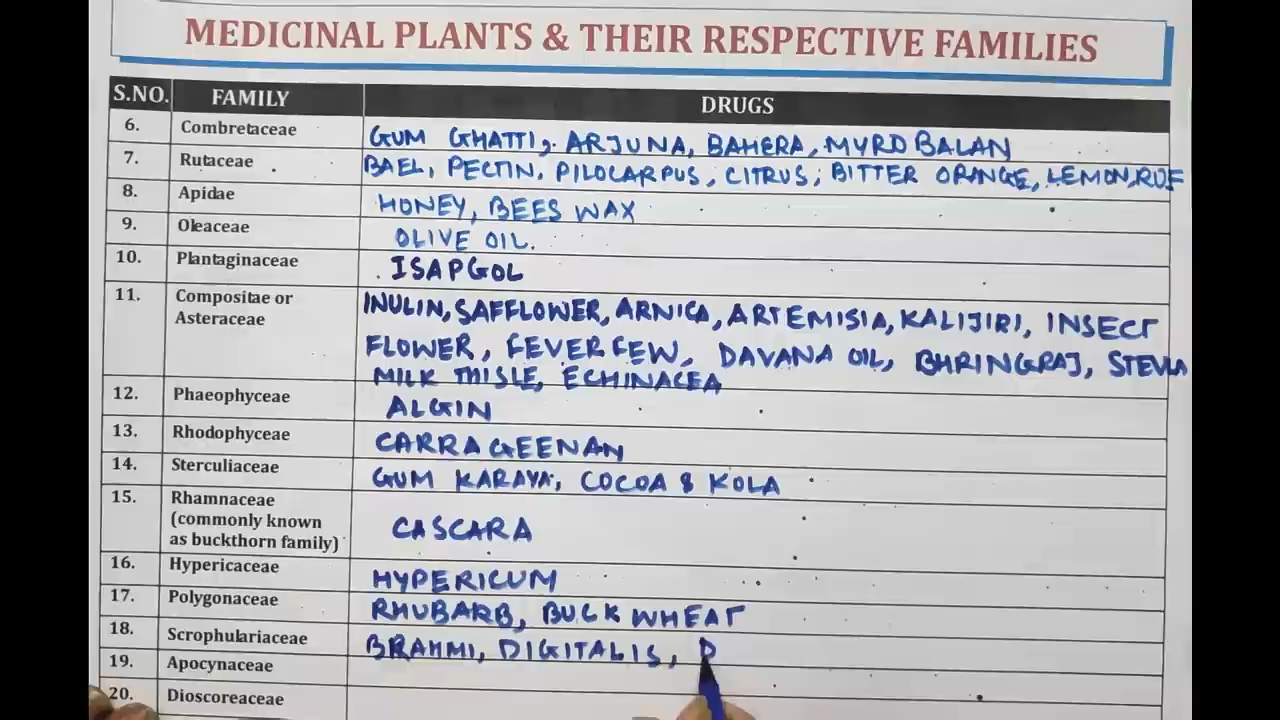 MEDICINAL PLANTS & THEIR RESPECTIVE FAMILIES
S.NO. FAMILY DRUGS
6. Combretaceae GUM GHATTI, ARJUNA, BAHERA, MYROBALAN
7. Rutaceae BAEL, PECTIN, PILOCARPUS, CITRUS, BITTER ORANGE, LEMON, RUE
8. Apidae HONEY, BEES WAX
9. Oleaceae OLIVE OIL.
10. Plantaginaceae ISAPGOL
11. Compositae or Asteraceae INULIN, SAFFLOWER, ARNICA, ARTEMISIA, KALIJIRI, INSECT
FLOWER, FEVERFEW, DAVANA OIL, BHRINGRAJ, STEVIA
MILK THISLE, ECHINACEA
12. Phaeophyceae ALGIN
13. Rhodophyceae CARRAGEENAN
14. Sterculiaceae GUM KARAYA, COCOA & KOLA
15. Rhamnaceae
(commonly known
as buckthorn family) CASCARA
16. Hypericaceae HYPERICUM
17. Polygonaceae RHUBARB, BUCKWHEAT
18. Scrophulariaceae BRAHMI, DIGITALIS,
19. Apocynaceae
20. Dioscoreaceae